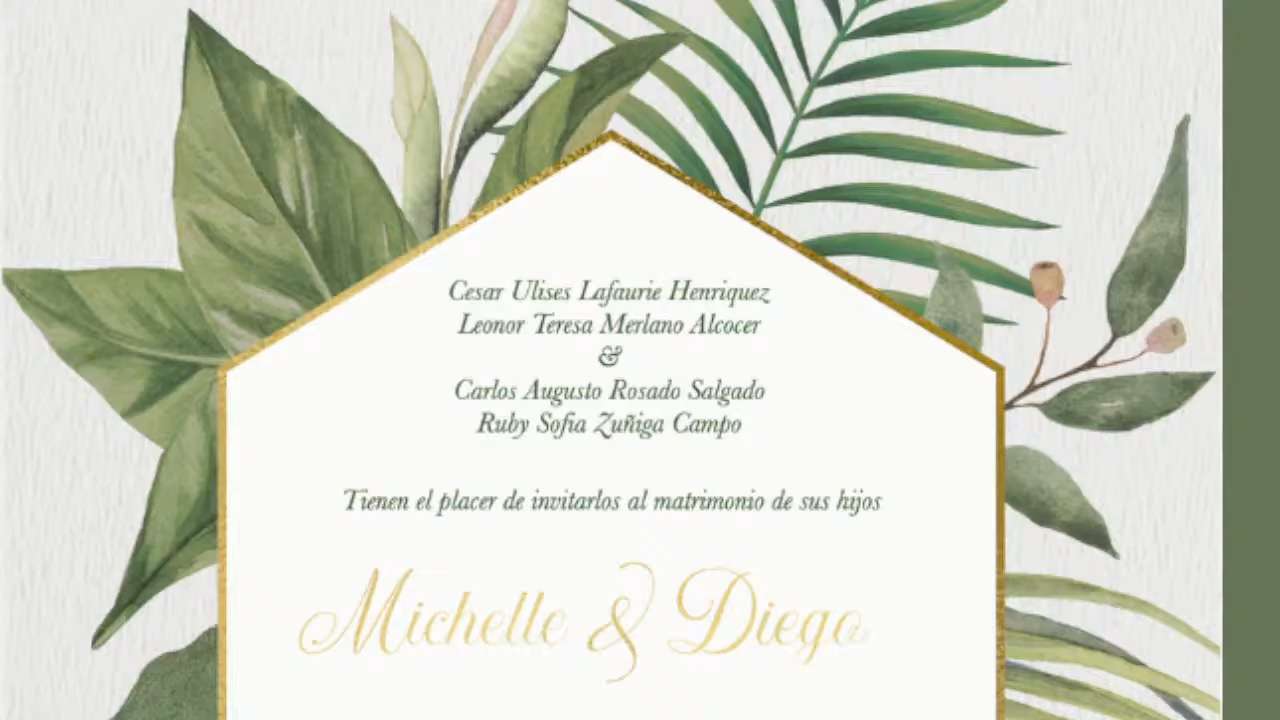 Cesar Ulises Lafaurie Henriquez
Leonor Teresa Merlano Alcocer
&
Carlos Augusto Rosado Salgado
Ruby Sofia Zuñiga Campo
Tienen el placer de invitarlos al matrimonio de sus hijos
Michelle & Diego